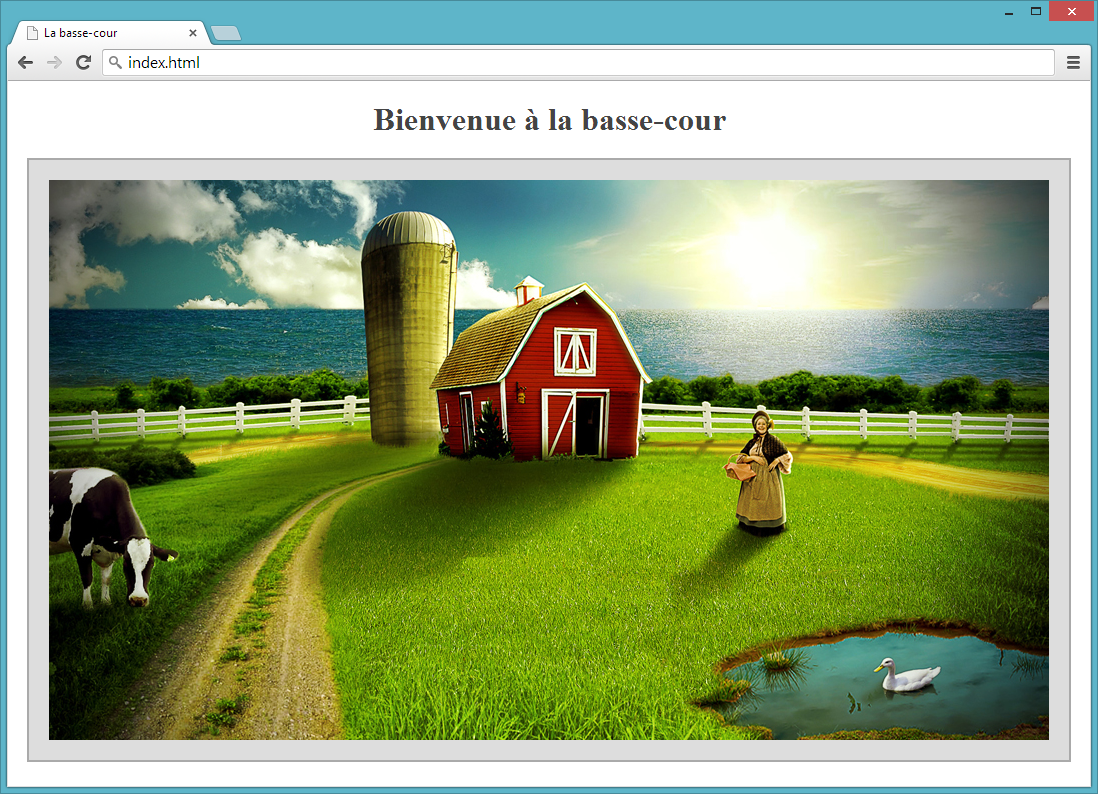 La basse-cour
index.html
Bienvenue à la basse-cour